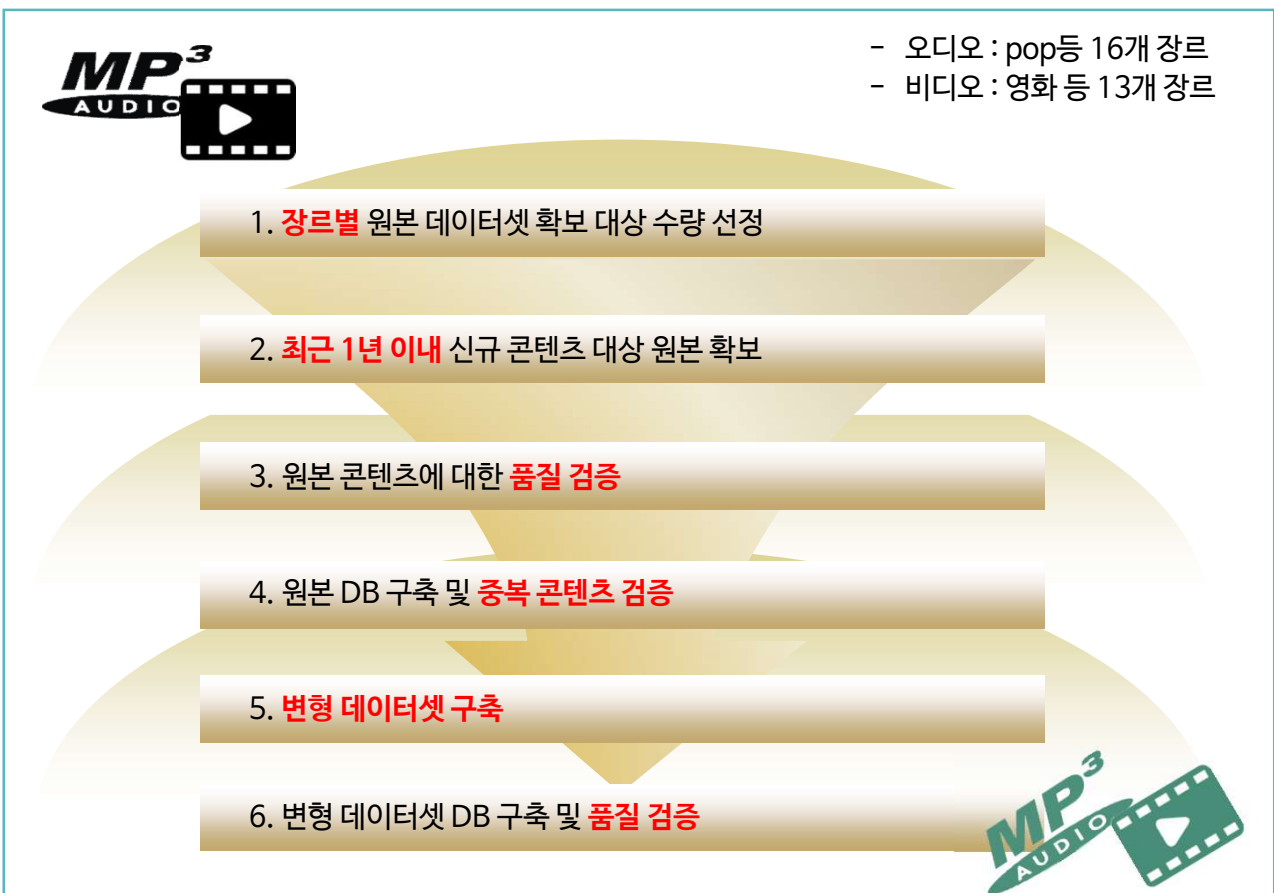 MP3
AUDIO
- 오디오 : pop등 16개 장르
- 비디오 : 영화 등 13개 장르
1. 장르별 원본 데이터셋 확보 대상 수량 선정
2. 최근 1년 이내 신규 콘텐츠 대상 원본 확보
3. 원본 콘텐츠에 대한 품질 검증
4. 원본 DB 구축 및 중복 콘텐츠 검증
5. 변형 데이터셋 구축
6. 변형 데이터셋 DB 구축 및 품질 검증
MP3
AUDIO